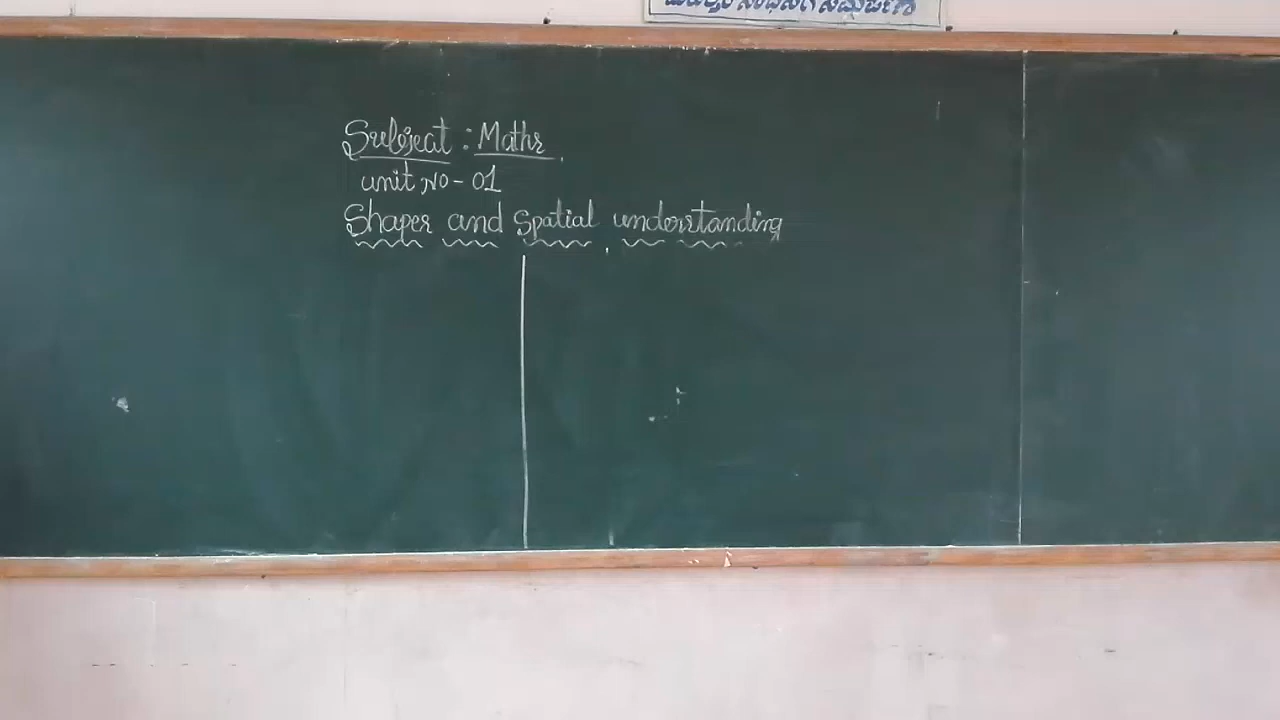 Subject : Maths
unit No - 01
Shapes and Spatial understanding